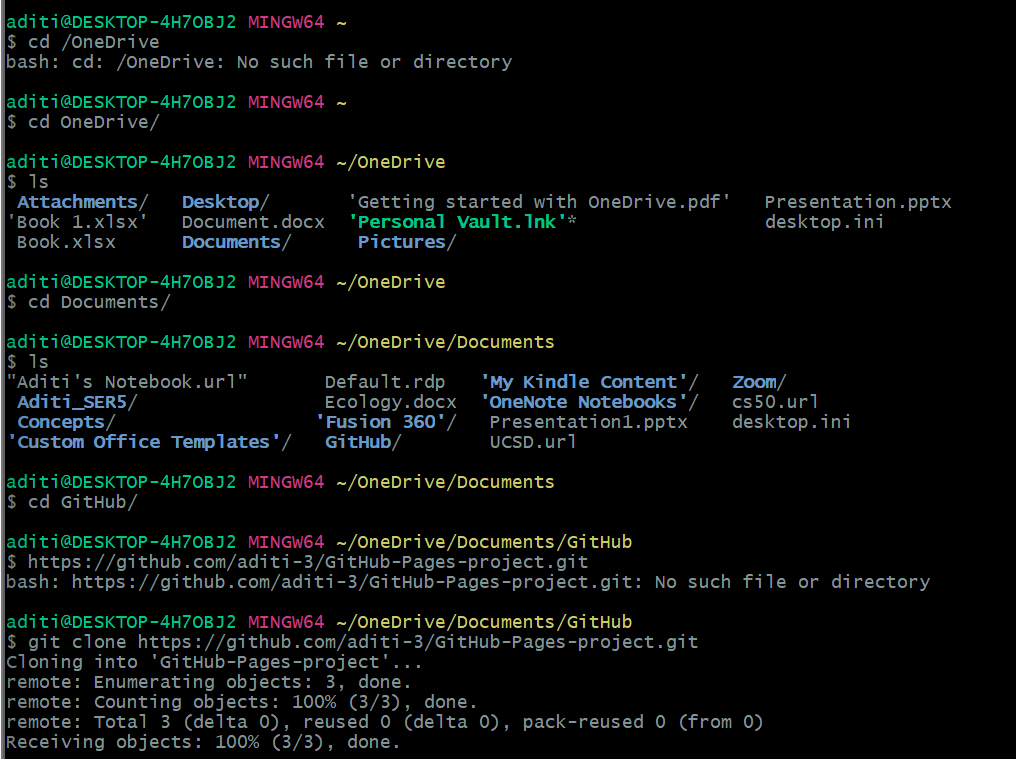 aditi@DESKTOP-4H7OBJ2 MINGW64 ~
$ cd /OneDrive
bash: cd: /OneDrive: No such file or directory
aditi@DESKTOP-4H7OBJ2 MINGW64 ~
$ cd OneDrive/
aditi@DESKTOP-4H7OBJ2 MINGW64 ~/OneDrive
$ ls
 Attachments/   Desktop/       'Getting started with OneDrive.pdf'   Presentation.pptx
'Book 1.xlsx'   Document.docx  'Personal Vault.lnk'*                 desktop.ini
 Book.xlsx      Documents/      Pictures/
aditi@DESKTOP-4H7OBJ2 MINGW64 ~/OneDrive
$ cd Documents/
aditi@DESKTOP-4H7OBJ2 MINGW64 ~/OneDrive/Documents
$ ls
"Aditi's Notebook.url"       Default.rdp   'My Kindle Content'/   Zoom/
 Aditi_SER5/                 Ecology.docx  'OneNote Notebooks'/   cs50.url
 Concepts/                  'Fusion 360'/   Presentation1.pptx    desktop.ini
'Custom Office Templates'/   GitHub/        UCSD.url
aditi@DESKTOP-4H7OBJ2 MINGW64 ~/OneDrive/Documents
$ cd GitHub/
aditi@DESKTOP-4H7OBJ2 MINGW64 ~/OneDrive/Documents/GitHub
$ https://github.com/aditi-3/GitHub-Pages-project.git
bash: https://github.com/aditi-3/GitHub-Pages-project.git: No such file or directory
aditi@DESKTOP-4H7OBJ2 MINGW64 ~/OneDrive/Documents/GitHub
$ git clone https://github.com/aditi-3/GitHub-Pages-project.git
Cloning into 'GitHub-Pages-project'...
remote: Enumerating objects: 3, done.
remote: Counting objects: 100% (3/3), done.
remote: Total 3 (delta 0), reused 0 (delta 0), pack-reused 0 (from 0)
Receiving objects: 100% (3/3), done.